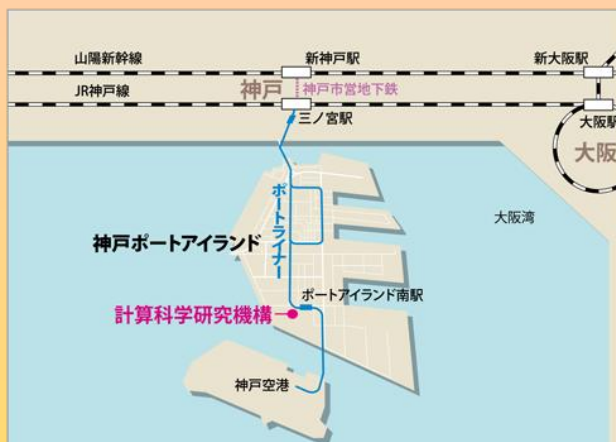 山陽新幹線
新神戸駅
新大阪駅
JR神戸線
神戸
神戸市営地下鉄
三ノ宮駅
大阪駅
大阪
ポートライナー
大阪湾
神戸ポートアイランド
ポートアイランド南駅
計算科学研究機構
神戸空港